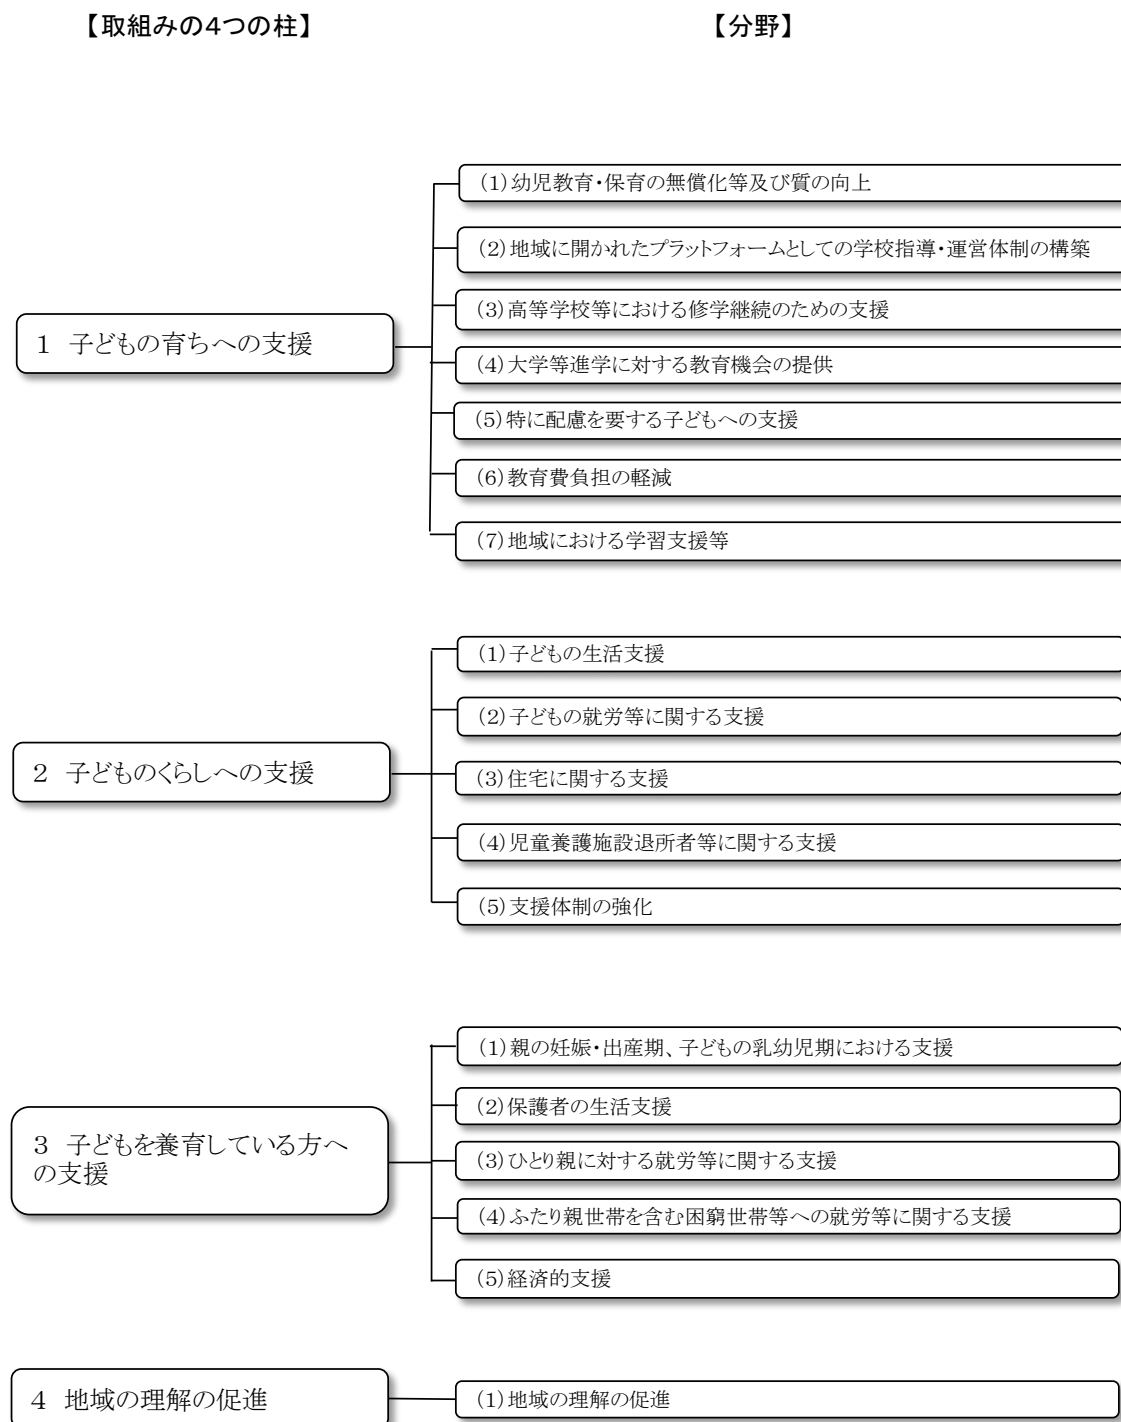 【取組みの4つの柱】
【分野】
1 子どもの育ちへの支援
(1)幼児教育・保育の無償化等及び質の向上
(2)地域に開かれたプラットフォームとしての学校指導・運営体制の構築
(3)高等学校等における修学継続のための支援
(4)大学等進学に対する教育機会の提供
(5)特に配慮を要する子どもへの支援
(6)教育費負担の軽減
(7)地域における学習支援等
2 子どものくらしへの支援
(1)子どもの生活支援
(2)子どもの就労等に関する支援
(3)住宅に関する支援
(4)児童養護施設退所者等に関する支援
(5)支援体制の強化
3 子どもを養育している方へ
の支援
(1)親の妊娠・出産期、子どもの乳幼児期における支援
(2)保護者の生活支援
(3)ひとり親に対する就労等に関する支援
(4)ふたり親世帯を含む困窮世帯等への就労等に関する支援
(5)経済的支援
4 地域の理解の促進
(1)地域の理解の促進